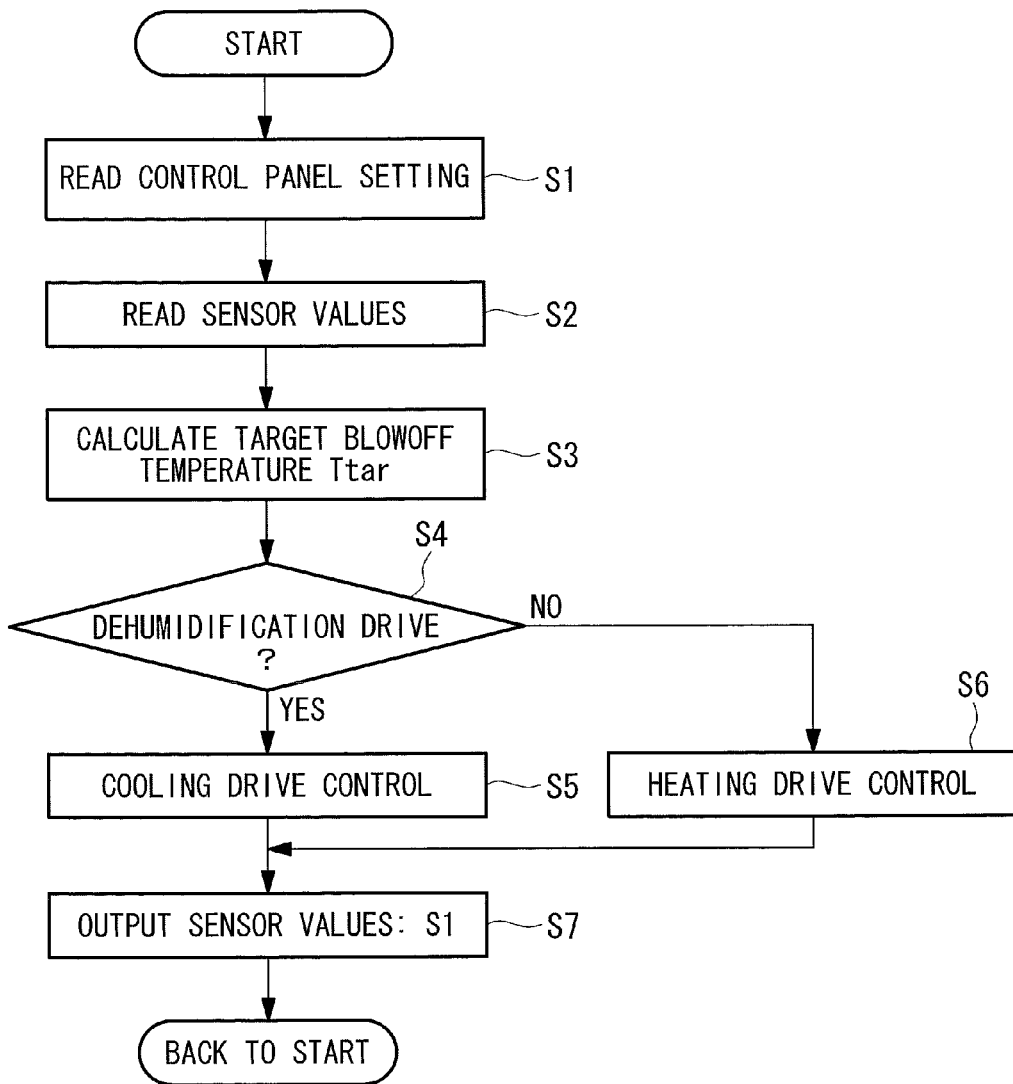 START
READ CONTROL PANEL SETTING
S1
READ SENSOR VALUES
S2
CALCULATE TARGET BLOWOFF
TEMPERATURE Ttar
S3
S4
DEHUMIDIFICATION DRIVE
?
NO
YES
S6
COOLING DRIVE CONTROL
S5
HEATING DRIVE CONTROL
OUTPUT SENSOR VALUES: S1
S7
BACK TO START